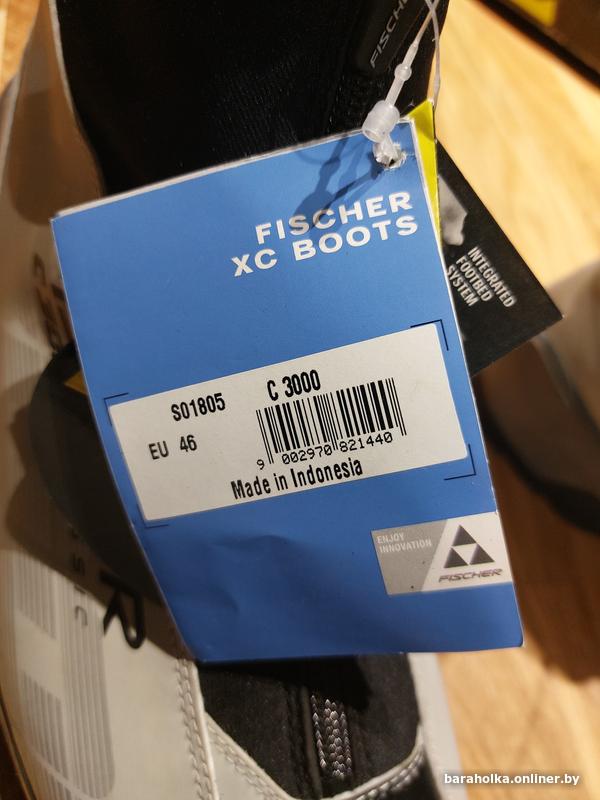 FISCHER
FISCHER
XC BOOTS
INTEGRATED
FOOTBED
SYSTEM
S01805 C 3000
EU 46
9 002970 821440
Made in Indonesia
ENJOY
INNOVATION
FISCHER
baraholka.onliner.by